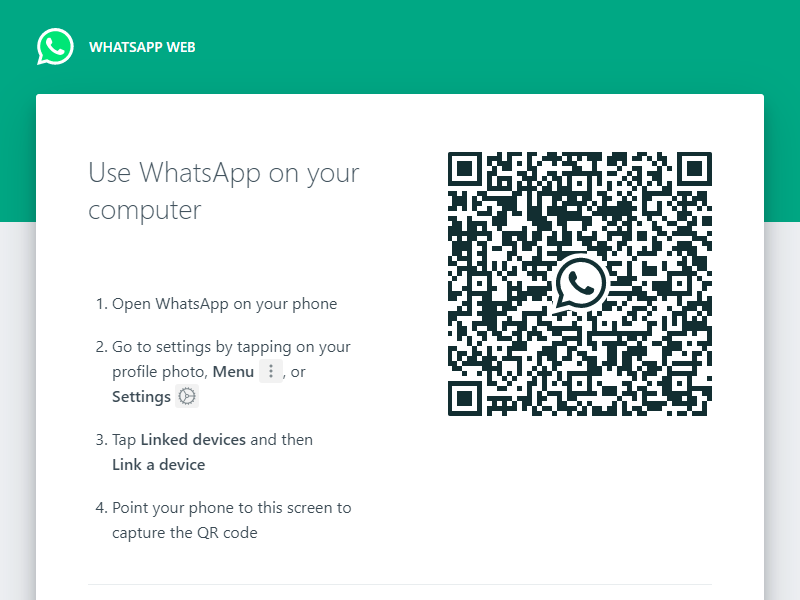 WHATSAPP WEB
Use WhatsApp on your
computer
1. Open WhatsApp on your phone
2. Go to settings by tapping on your
profile photo, Menu , or
Settings
3. Tap Linked devices and then
Link a device
4. Point your phone to this screen to
capture the QR code